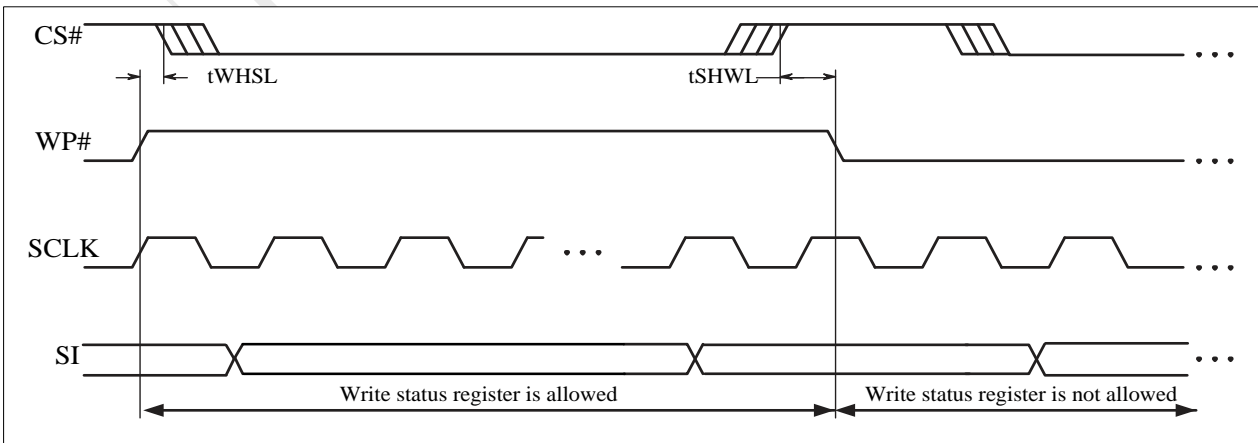 CS#
tWHSL
tSHWL
WP#
SCLK
SI
Write status register is allowed
Write status register is not allowed